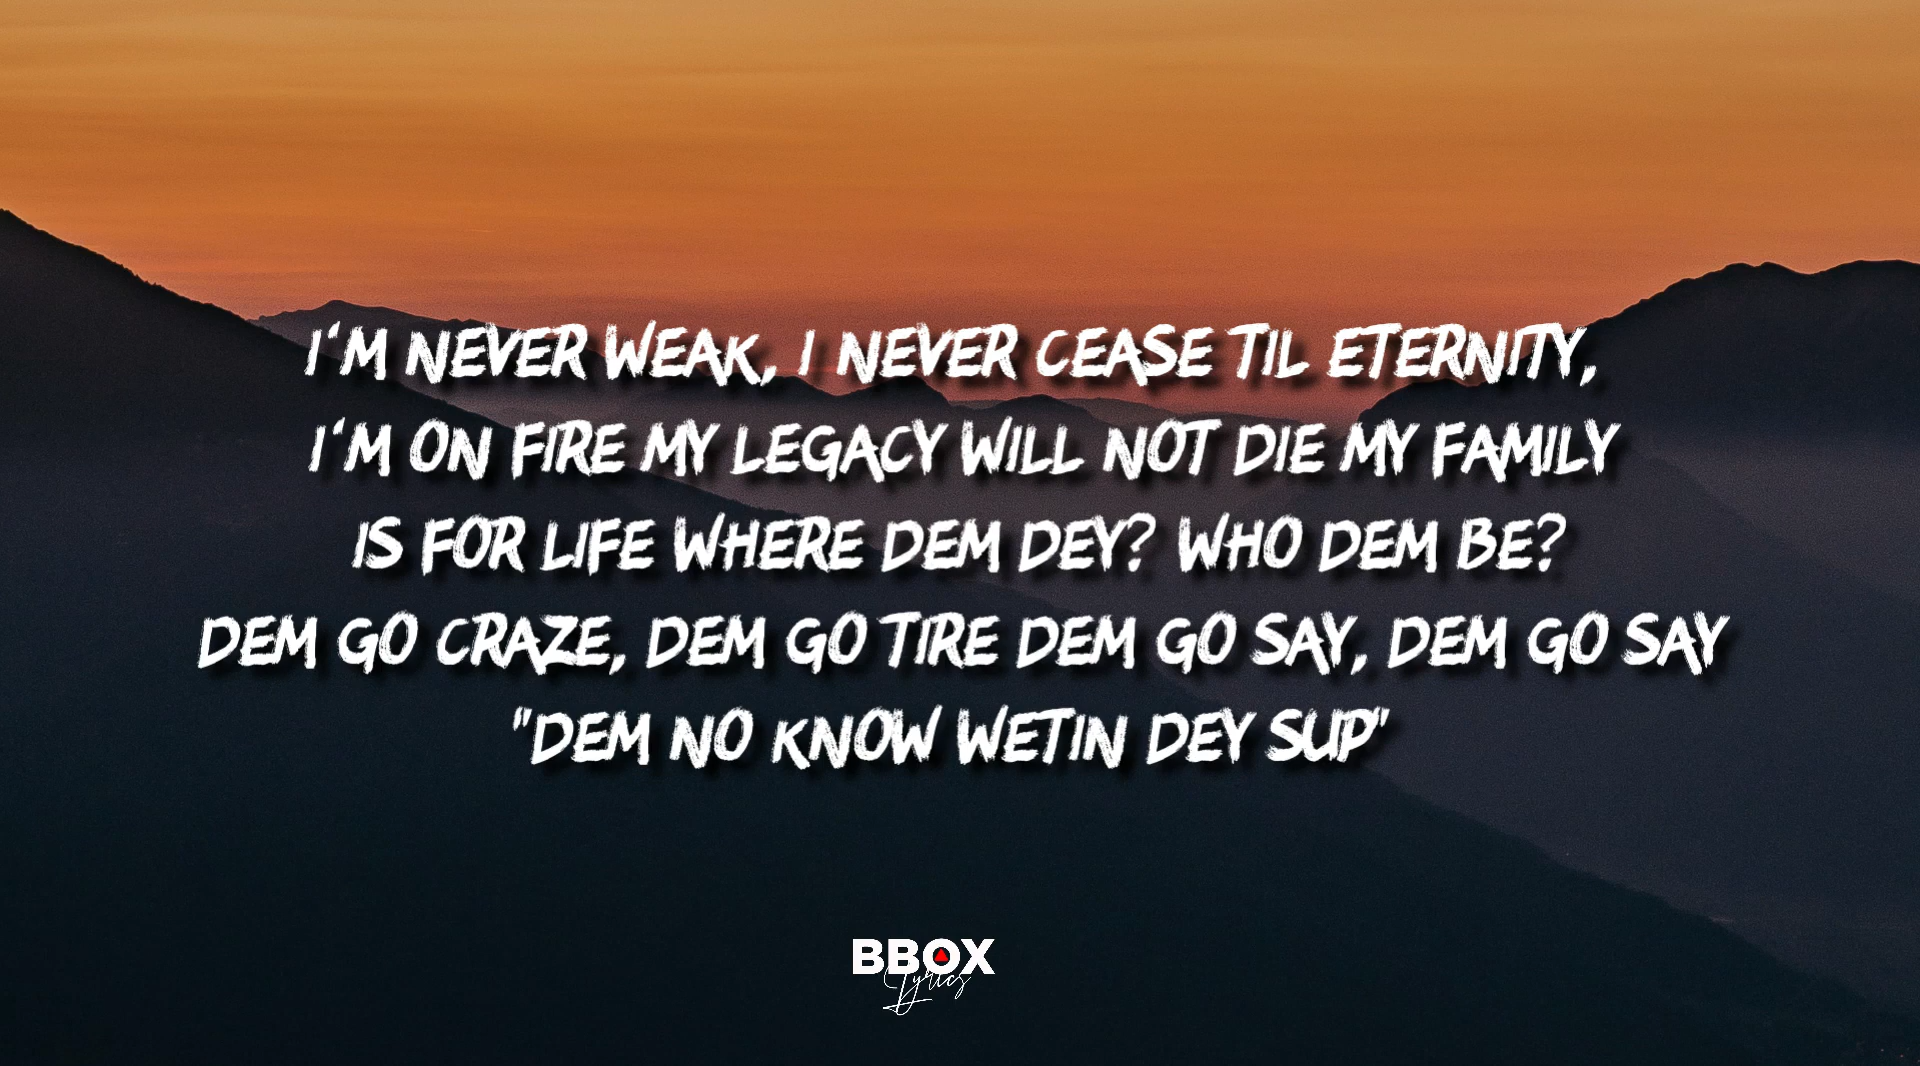 I'M NEVER WEAK, I NEVER CEASE TIL ETERNITY,
I'M ON FIRE MY LEGACY WILL NOT DIE MY FAMILY
IS FOR LIFE WHERE DEM DEY? WHO DEM BE?
DEM GO CRAZE, DEM GO TIRE DEM GO SAY, DEM GO SAY
"DEM NO KNOW WETIN DEY SUP"
BBOX
Lyrics